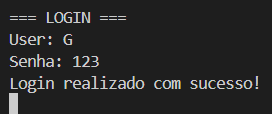 === LOGIN ===
User: G
Senha: 123
Login realizado com sucesso!